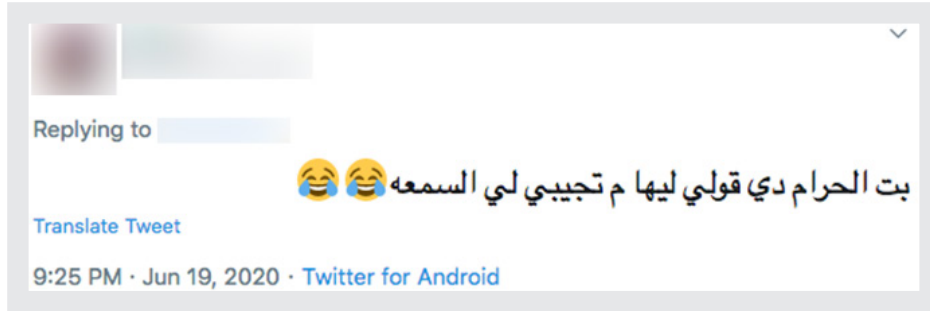 Replying to
بت الحرام دي قولي ليها م تجيبي لي السمعه😂😂
Translate Tweet
9:25 PM · Jun 19, 2020 · Twitter for Android